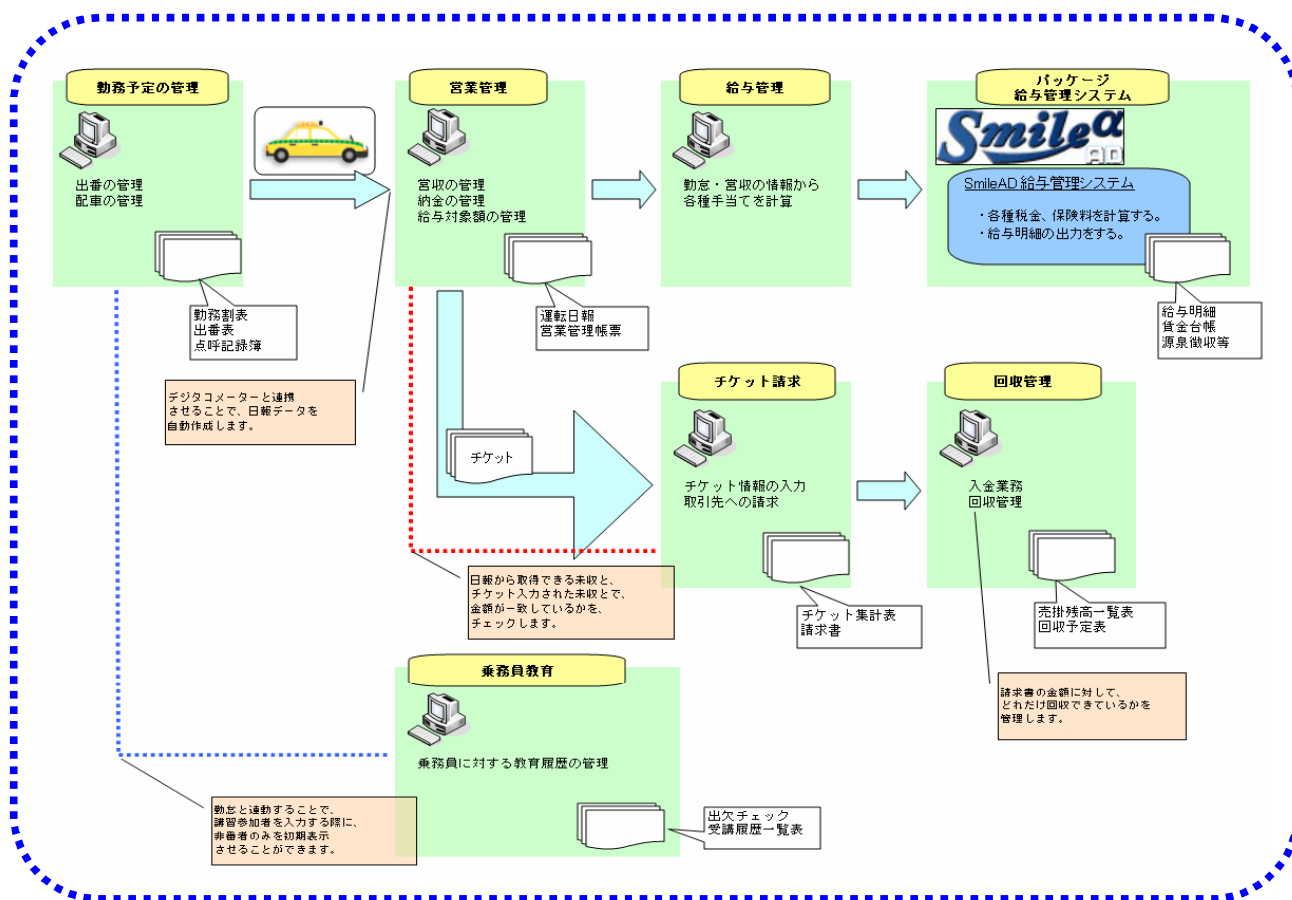 勤務予定の管理
出番の管理
配車の管理
勤務割表
出番表
点呼記録簿
デジタコメーターと連携
させることで、日報データを
自動作成します。
営業管理
営収の管理
納金の管理
給与対象額の管理
運転日報
営業管理帳票
給与管理
勤怠・営収の情報から
各種手当てを計算
パッケージ
給与管理システム
Smileα
AD
SmileAD 給与管理システム
・各種税金、保険料を計算する。
・給与明細の出力をする。
給与明細
賃金台帳
源泉徴収等
チケット
チケット請求
チケット情報の入力
取引先への請求
チケット集計表
請求書
回収管理
入金業務
回収管理
売掛残高一覧表
回収予定表
日報から取得できる未収と、
チケット入力された未収とで、
金額が一致しているかを、
チェックします。
請求書の金額に対して、
どれだけ回収できているかを
管理します。
乗務員教育
乗務員に対する教育履歴の管理
出欠チェック
受講履歴一覧表
勤怠と連動することで、
講習参加者を入力する際に、
非番者のみを初期表示
させることができます。